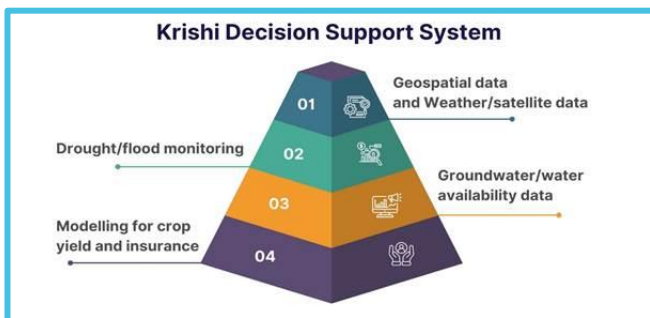 Krishi Decision Support System
01
Geospatial data
and Weather/satellite data
Drought/flood monitoring
02
03
Groundwater/water
availability data
Modelling for crop
yield and insurance
04